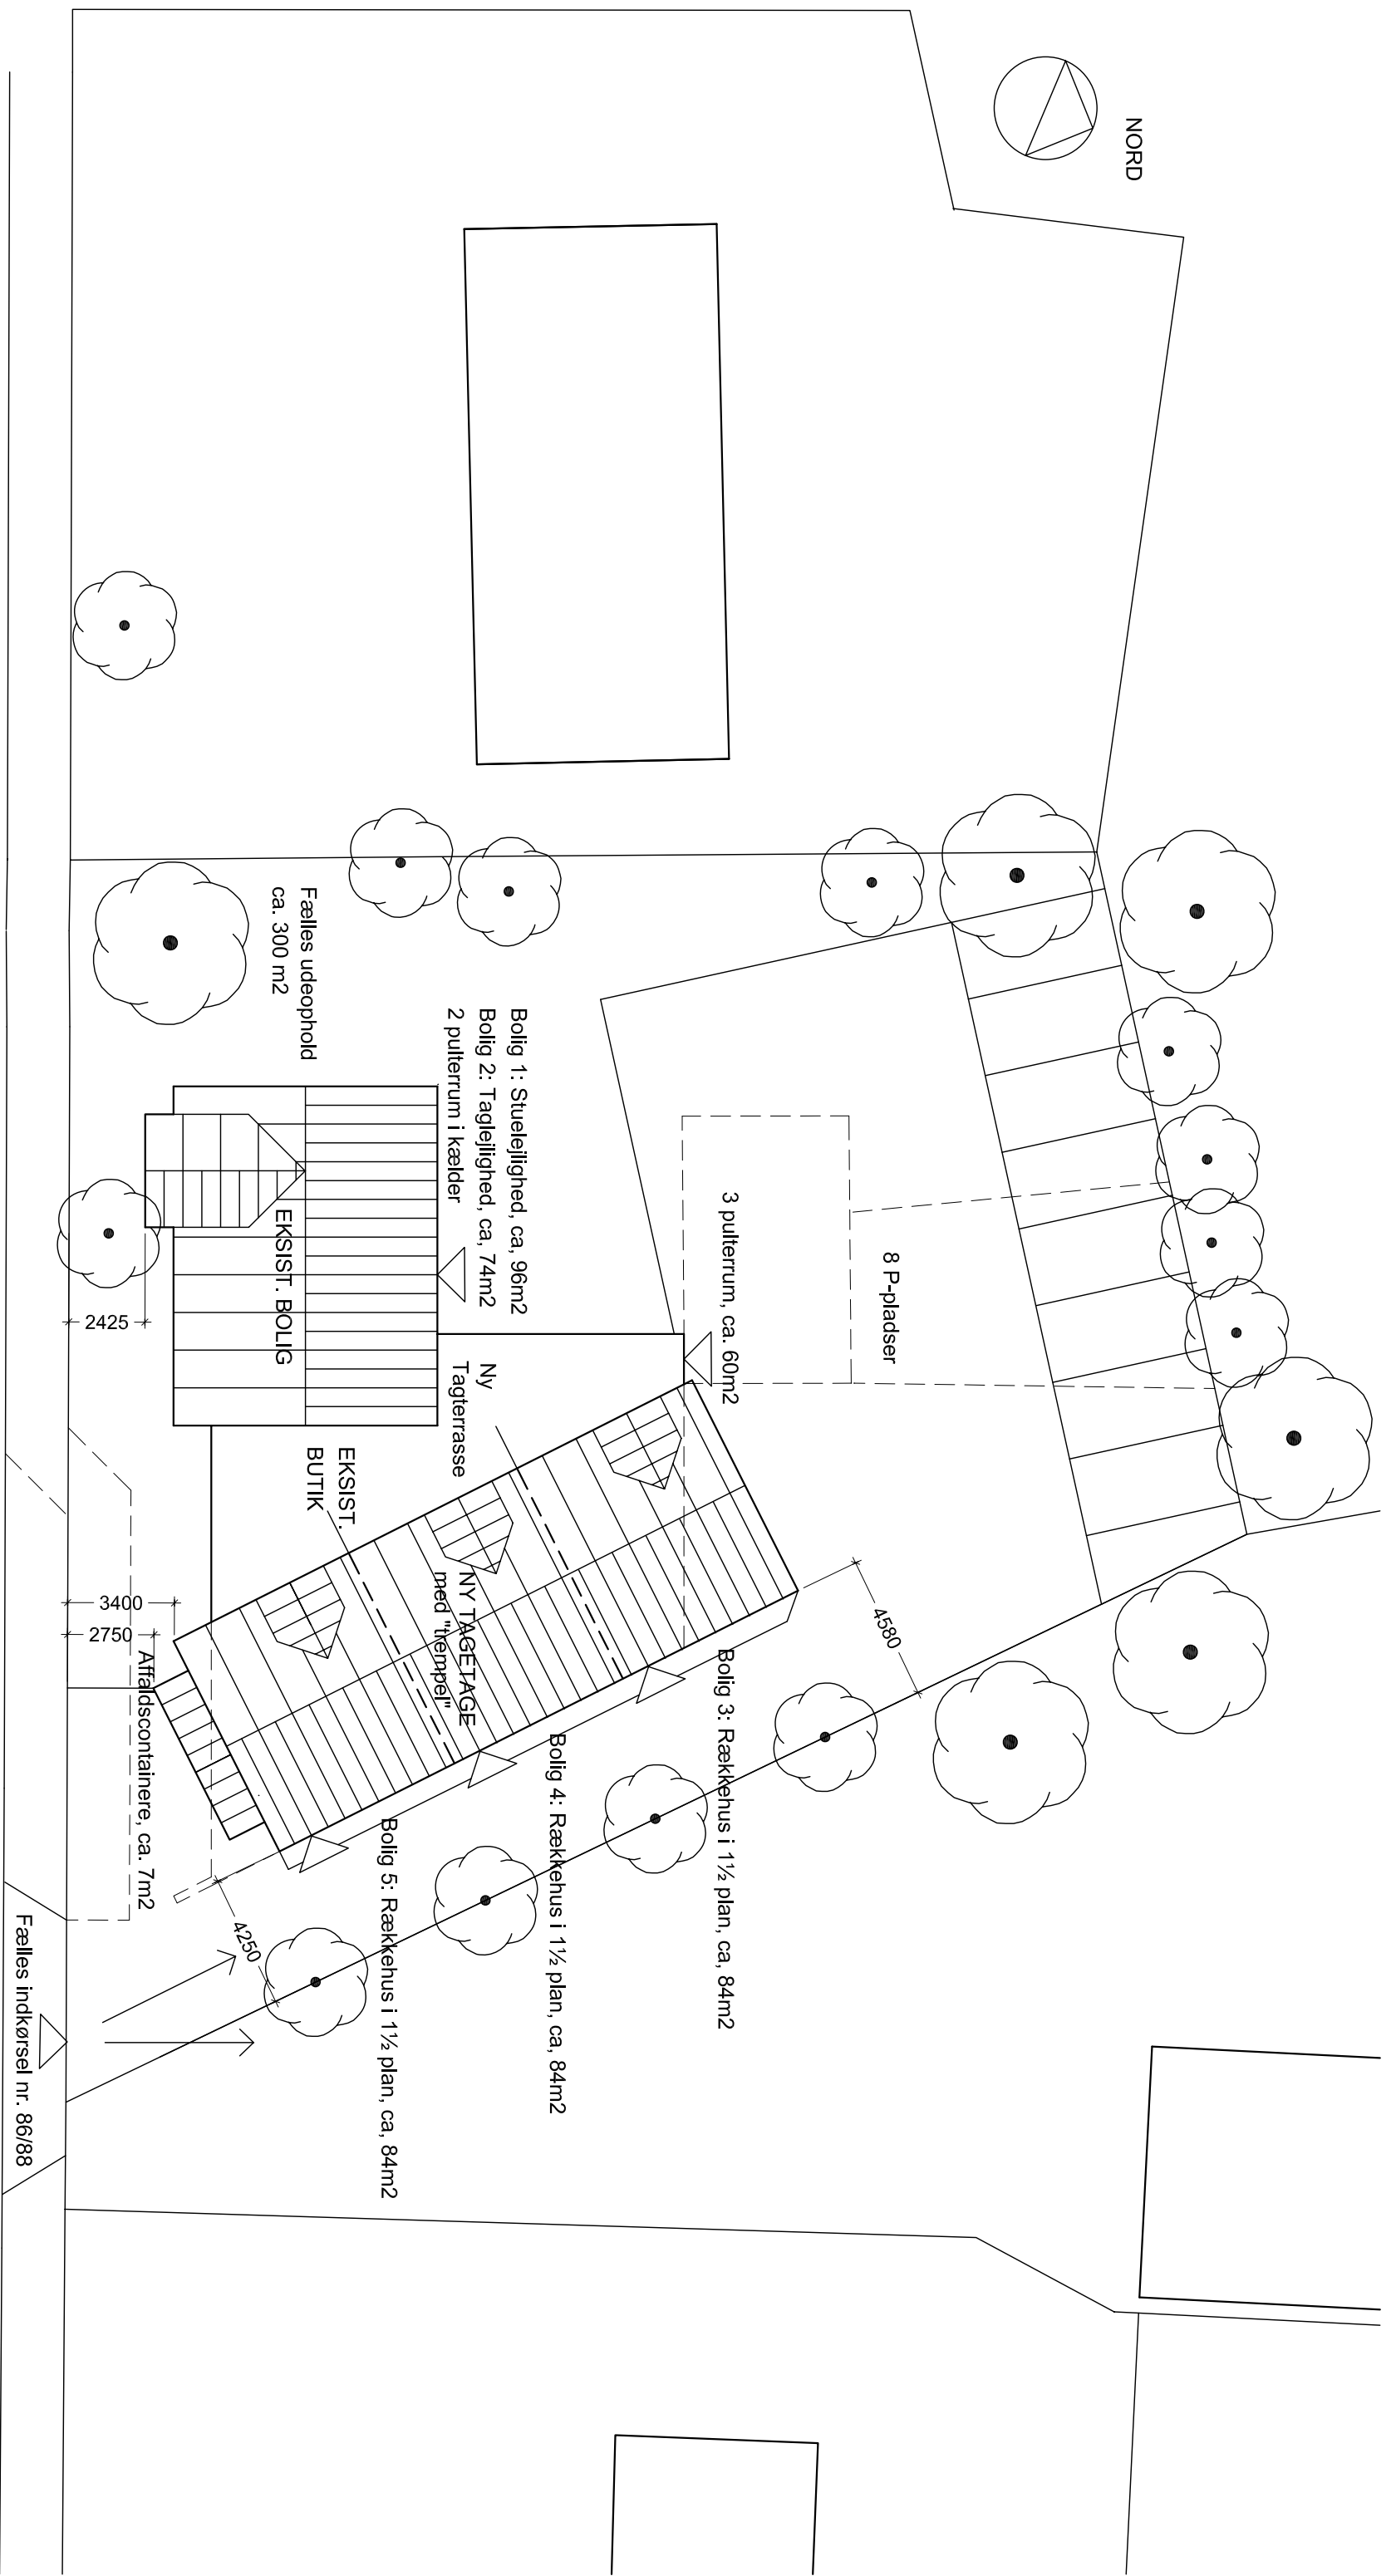 NORD
8 P-pladser
3 pulterrum, ca. 60m2
Bolig 1: Stuelejlighed, ca, 96m2
Bolig 2: Taglejlighed, ca, 74m2
2 pulterrum i kælder
Fælles udeophold
ca. 300 m2
EKSIST. BOLIG
Ny
Tagterrasse
EKSIST.
BUTIK
NY TAGETAGE
med "trempel"
Bolig 3: Rækkehus i 1½ plan, ca, 84m2
Bolig 4: Rækkehus i 1½ plan, ca, 84m2
Bolig 5: Rækkehus i 1½ plan, ca, 84m2
4580
4250
2425
3400
2750
Affaldscontainere, ca. 7m2
Fælles indkørsel nr. 86/88